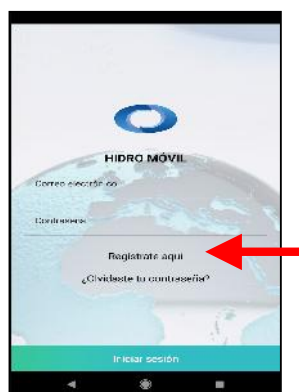 HIDRO MÓVIL
Correo electrónico
Contraseña
Regístrate aquí
¿Olvidaste tu contraseña?
Iniciar sesión